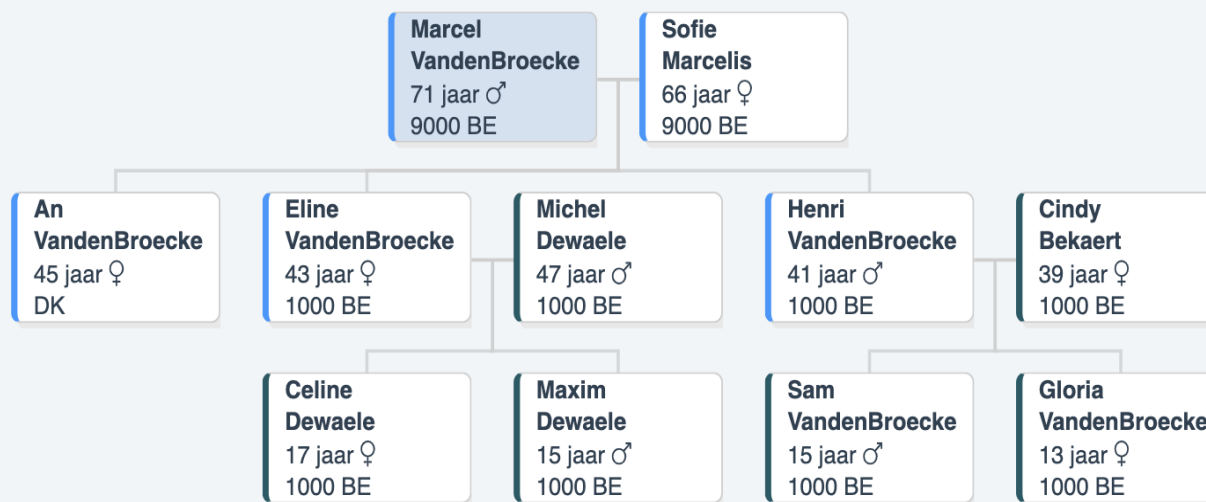 Marcel
VandenBroecke
71 jaar ♂
9000 BE
Sofie
Marcelis
66 jaar ♀
9000 BE
An
VandenBroecke
45 jaar ♀
DK
Eline
VandenBroecke
43 jaar ♀
1000 BE
Michel
Dewaele
47 jaar ♂
1000 BE
Henri
VandenBroecke
41 jaar ♂
1000 BE
Cindy
Bekaert
39 jaar ♀
1000 BE
Celine
Dewaele
17 jaar ♀
1000 BE
Maxim
Dewaele
15 jaar ♂
1000 BE
Sam
VandenBroecke
15 jaar ♂
1000 BE
Gloria
VandenBroecke
13 jaar ♀
1000 BE